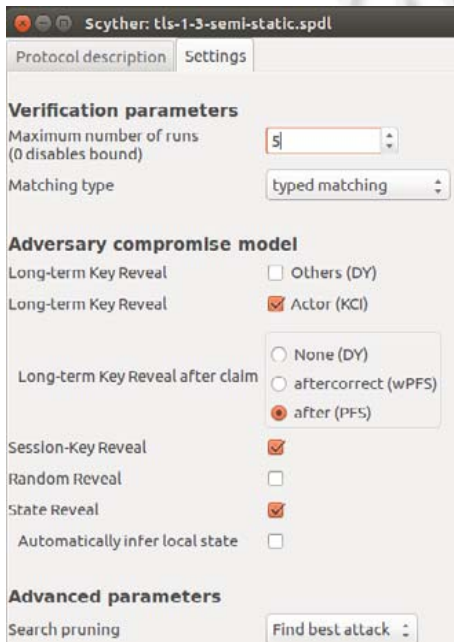 Scyther: tls-1-3-semi-static.spdl
Protocol description Settings
Verification parameters
Maximum number of runs
(0 disables bound)
5
Matching type typed matching
Adversary compromise model
Long-term Key Reveal Others (DY)
Long-term Key Reveal Actor (KCI)
Long-term Key Reveal after claim
None (DY)
aftercorrect (wPFS)
after (PFS)
Session-Key Reveal
Random Reveal
State Reveal
Automatically infer local state
Advanced parameters
Search pruning Find best attack